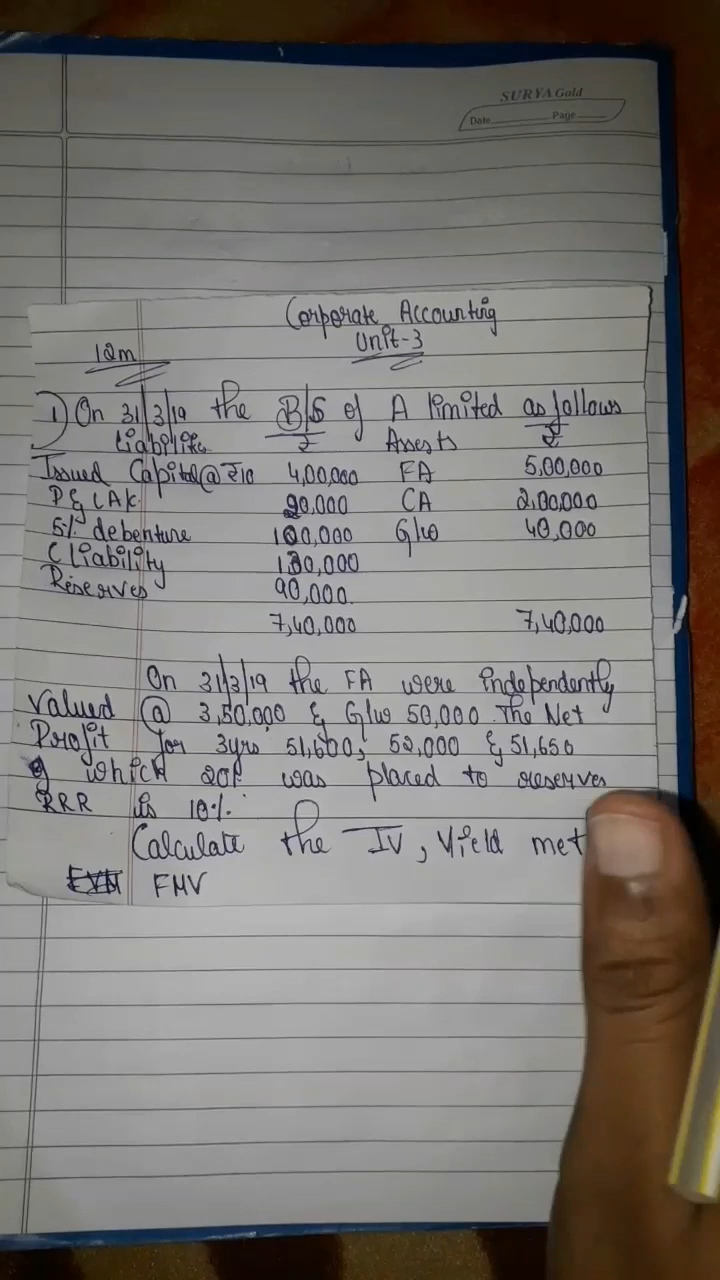 SURYA Gold
Date Page
Corporate Accounting
Unit-3
12m
1) On 31/3/19 the B/S of A limited as follows
₹ Assests ₹
Issued Capital @ ₹10 4,00,000 FA 5,00,000
P & L A/c 20,000 CA 2,00,000
5% debenture 100,000 G/w 40,000
C Liability 130,000
Reserves 90,000.
7,40,000 7,40,000
On 31/3/19 the FA were independently
valued @ 3,50,000 & G/w 50,000. The Net
Profit for 3yrs 51,600, 52,000 & 51,650
of which 20% was placed to reserves
RRR is 10%.
Calculate the IV, Yield met
FMV